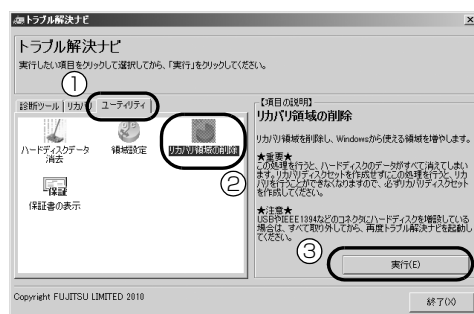 トラブル解決ナビ
トラブル解決ナビ
実行したい項目をクリックして選択してから、「実行」をクリックしてください。
①
診断ツール リカバリ ユーティリティ
ハードディスクデータ消去
領域設定
リカバリ領域の削除
②
保証
保証書の表示
【項目の説明】
リカバリ領域の削除
リカバリ領域を削除し、Windowsから使える領域を増やします。
★重要★
この処理を行うと、ハードディスクのデータがすべて消えてしまい
ます。リカバリディスクセットを作成せずにこの処理を行うと、リカ
バリを行うことができなくなりますので、必ずリカバリディスクセット
を作成してください。
★注意★
USBやIEEE1394などのコネクタにハードディスクを増設している
場合は、すべて取り外してから、再度トラブル解決ナビを起動し
てください。
③
実行(E)
Copyright FUJITSU LIMITED 2010
終了(X)